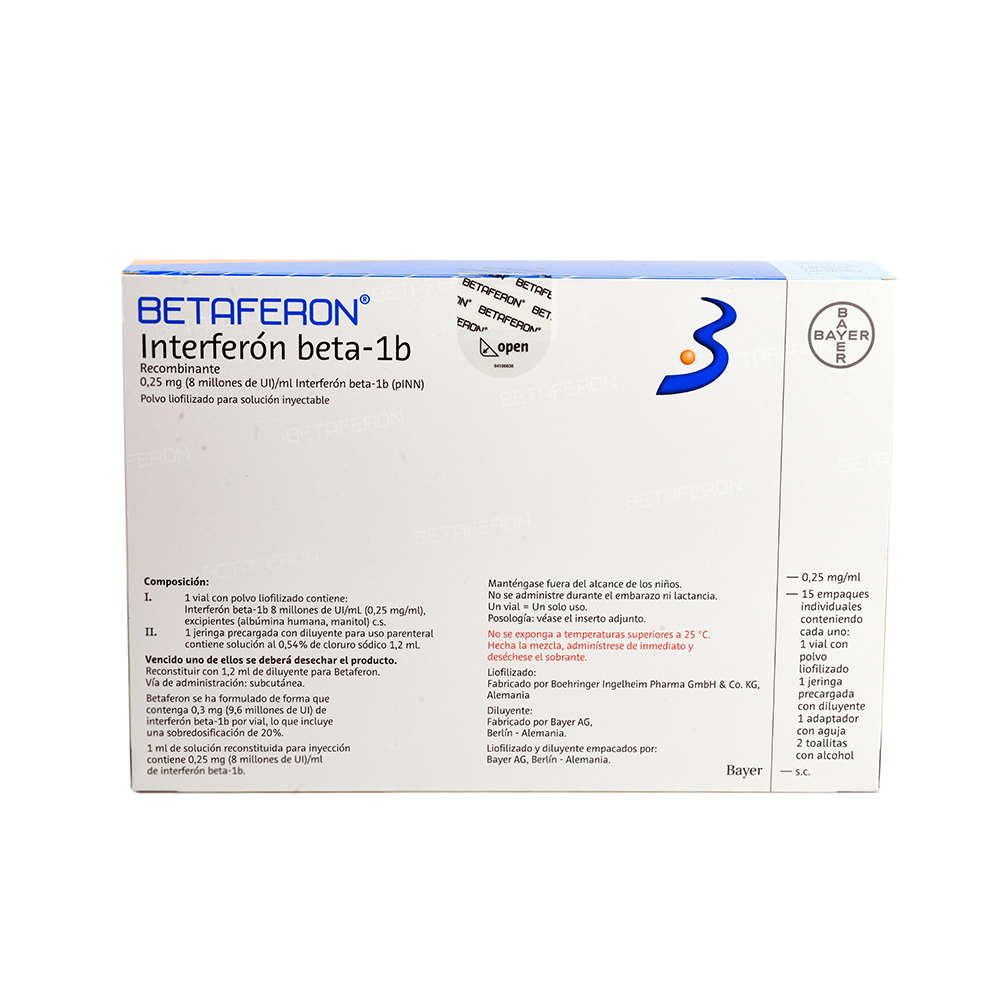 BETAFERON®
Interferón beta-1b
Recombinante
0,25 mg (8 millones de UI)/ml Interferón beta-1b (pINN)
Polvo liofilizado para solución inyectable
BETAFERON®
BETAFERON®
BETAFERON®
open
94106836
BAYER
BAYER
BETAFERON
BETAFERON
BETAFERON
BETAFERON
BETAFERON
Composición:
I. 1 vial con polvo liofilizado contiene:
Interferón beta-1b 8 millones de UI/mL (0,25 mg/ml),
excipientes (albúmina humana, manitol) c.s.
II. 1 jeringa precargada con diluyente para uso parenteral
contiene solución al 0,54% de cloruro sódico 1,2 ml.
Vencido uno de ellos se deberá desechar el producto.
Reconstituir con 1,2 ml de diluyente para Betaferon.
Vía de administración: subcutánea.
Betaferon se ha formulado de forma que
contenga 0,3 mg (9,6 millones de UI) de
interferón beta-1b por vial, lo que incluye
una sobredosificación de 20%.
1 ml de solución reconstituida para inyección
contiene 0,25 mg (8 millones de UI)/ml
de interferón beta-1b.
Manténgase fuera del alcance de los niños.
No se administre durante el embarazo ni lactancia.
Un vial = Un solo uso.
Posología: véase el inserto adjunto.
No se exponga a temperaturas superiores a 25 °C.
Hecha la mezcla, adminístrese de inmediato y
deséchese el sobrante.
Liofilizado:
Fabricado por Boehringer Ingelheim Pharma GmbH & Co. KG,
Alemania
Diluyente:
Fabricado por Bayer AG,
Berlín - Alemania.
Liofilizado y diluyente empacados por:
Bayer AG, Berlín - Alemania.
Bayer
— 0,25 mg/ml
— 15 empaques
individuales
conteniendo
cada uno:
1 vial con
polvo
liofilizado
1 jeringa
precargada
con diluyente
1 adaptador
con aguja
2 toallitas
con alcohol
— s.c.